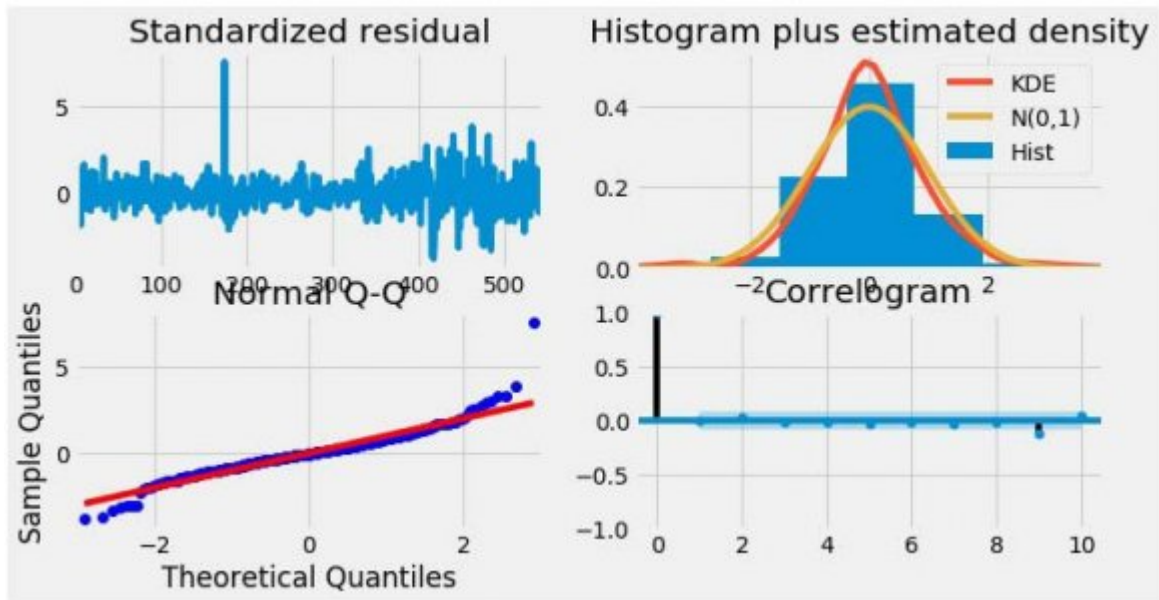 Standardized residual
5
0
0 100 200 300 400 500
Histogram plus estimated density
0.4
0.2
0.0
−2 0 2
KDE
N(0,1)
Hist
Normal Q-Q
Sample Quantiles
5
0
−2 0 2
Theoretical Quantiles
Correlogram
1.0
0.5
0.0
−0.5
−1.0
0 2 4 6 8 10